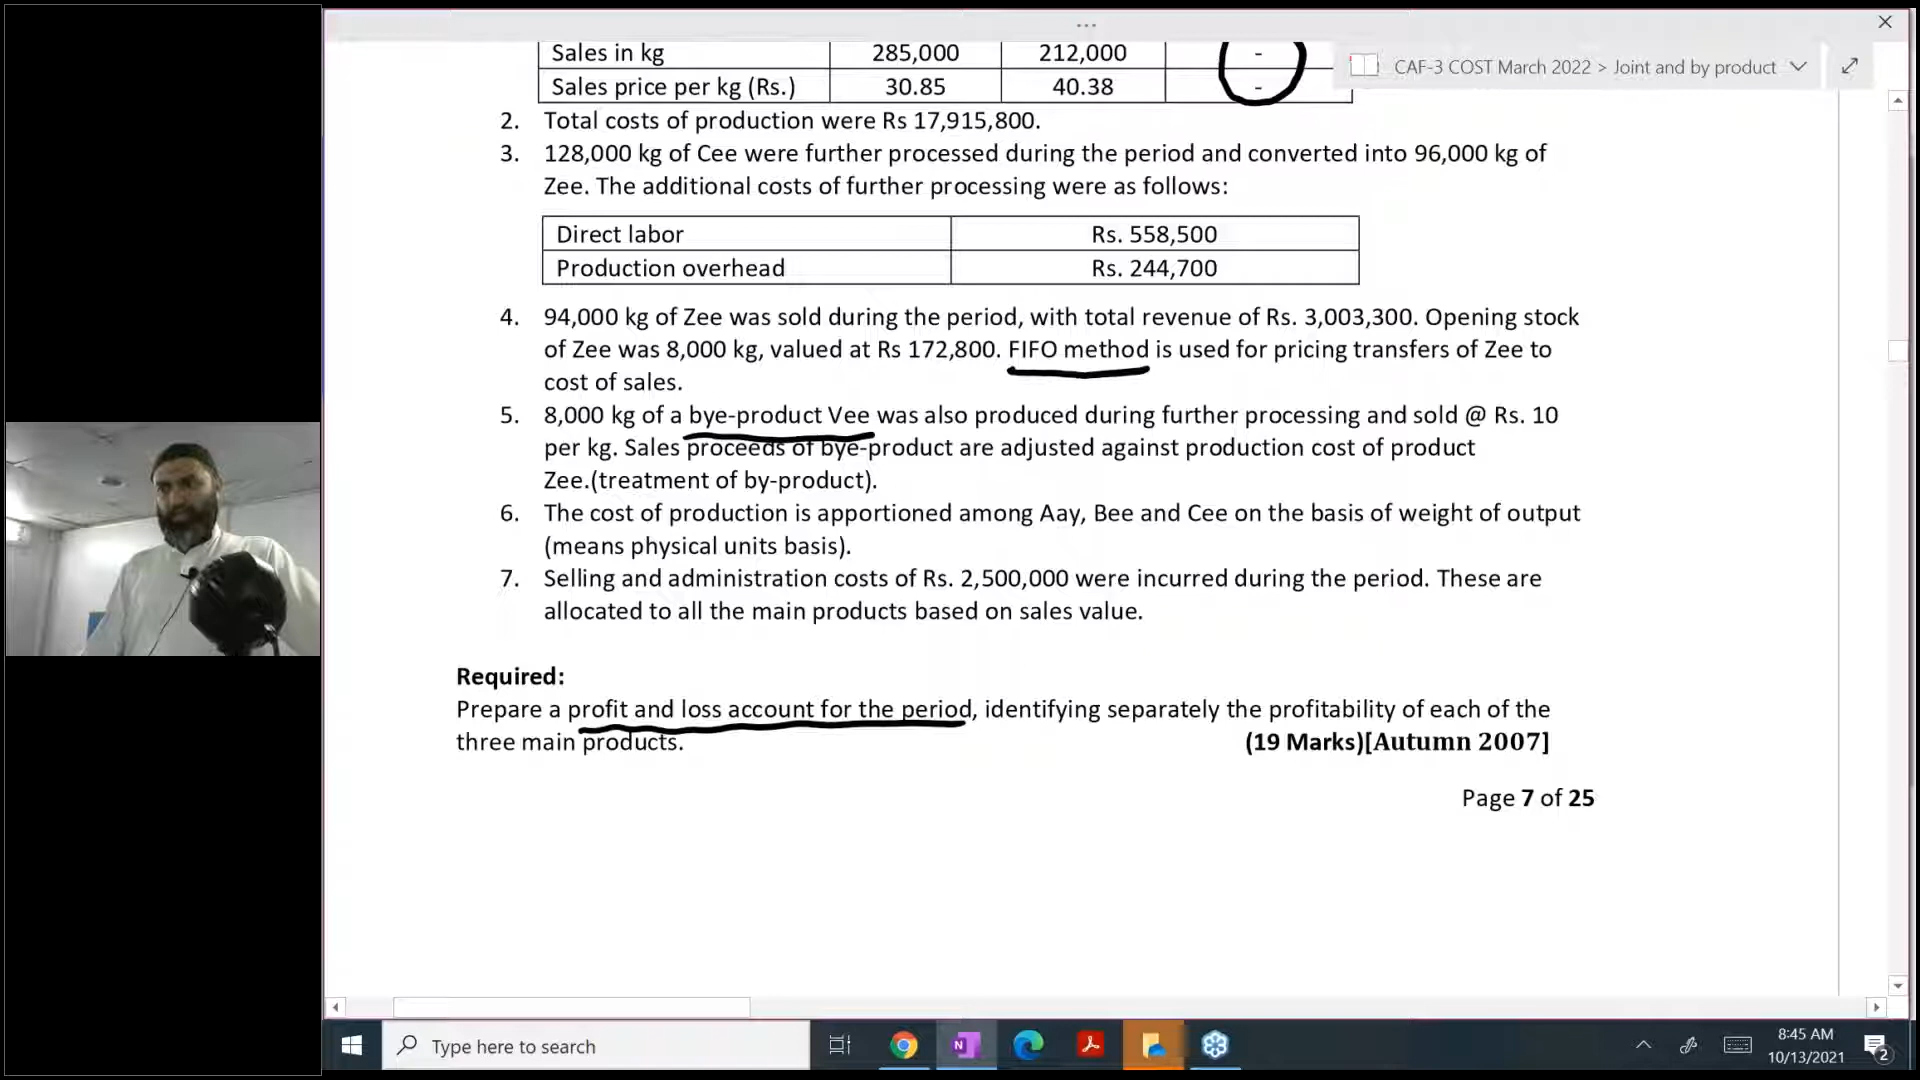 Sales in kg 285,000 212,000 -
Sales price per kg (Rs.) 30.85 40.38 -
CAF-3 COST March 2022 > Joint and by product
2. Total costs of production were Rs 17,915,800.
3. 128,000 kg of Cee were further processed during the period and converted into 96,000 kg of
Zee. The additional costs of further processing were as follows:
Direct labor Rs. 558,500
Production overhead Rs. 244,700
4. 94,000 kg of Zee was sold during the period, with total revenue of Rs. 3,003,300. Opening stock
of Zee was 8,000 kg, valued at Rs 172,800. FIFO method is used for pricing transfers of Zee to
cost of sales.
5. 8,000 kg of a bye-product Vee was also produced during further processing and sold @ Rs. 10
per kg. Sales proceeds of bye-product are adjusted against production cost of product
Zee.(treatment of by-product).
6. The cost of production is apportioned among Aay, Bee and Cee on the basis of weight of output
(means physical units basis).
7. Selling and administration costs of Rs. 2,500,000 were incurred during the period. These are
allocated to all the main products based on sales value.
Required:
Prepare a profit and loss account for the period, identifying separately the profitability of each of the
three main products. (19 Marks)[Autumn 2007]
Page 7 of 25
Type here to search
N
8:45 AM
10/13/2021
2